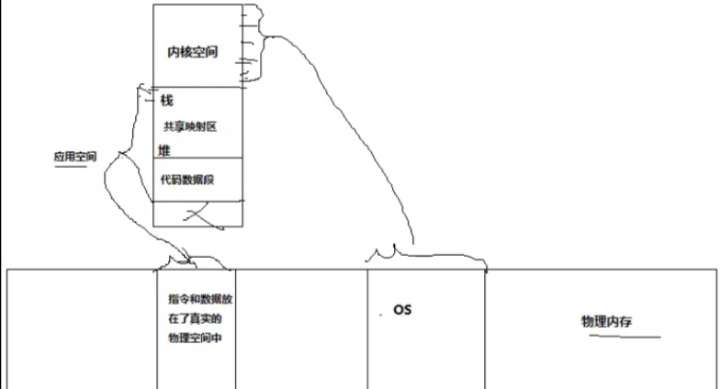 内核空间
栈
共享映射区
堆
应用空间
代码数据段
指令和数据放
在了真实的
物理空间中
OS
物理内存